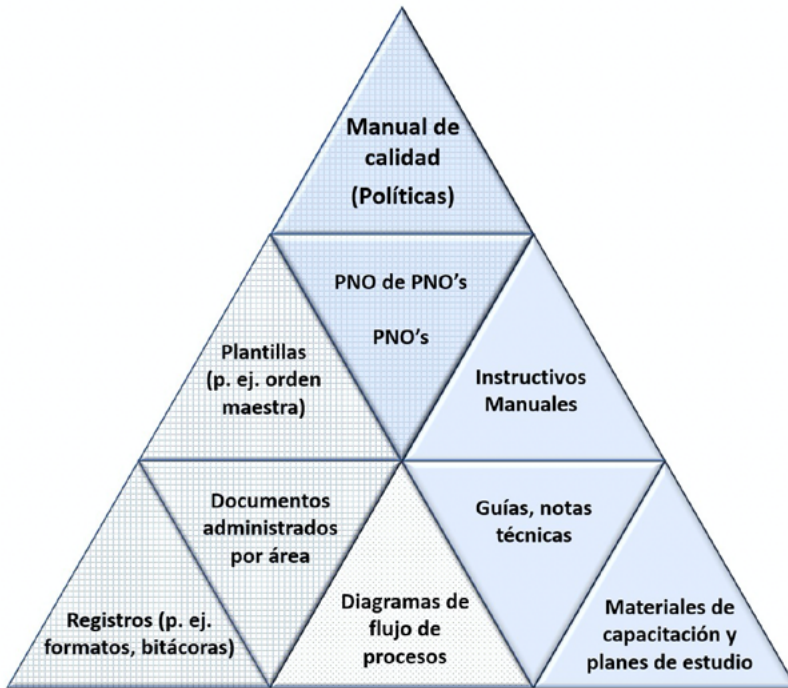 Manual de
calidad
(Políticas)
PNO de PNO's
PNO's
Plantillas
(p. ej. orden
maestra)
Instructivos
Manuales
Documentos
administrados
por área
Guías, notas
técnicas
Registros (p. ej.
formatos, bitácoras)
Diagramas de
flujo de
procesos
Materiales de
capacitación y
planes de estudio